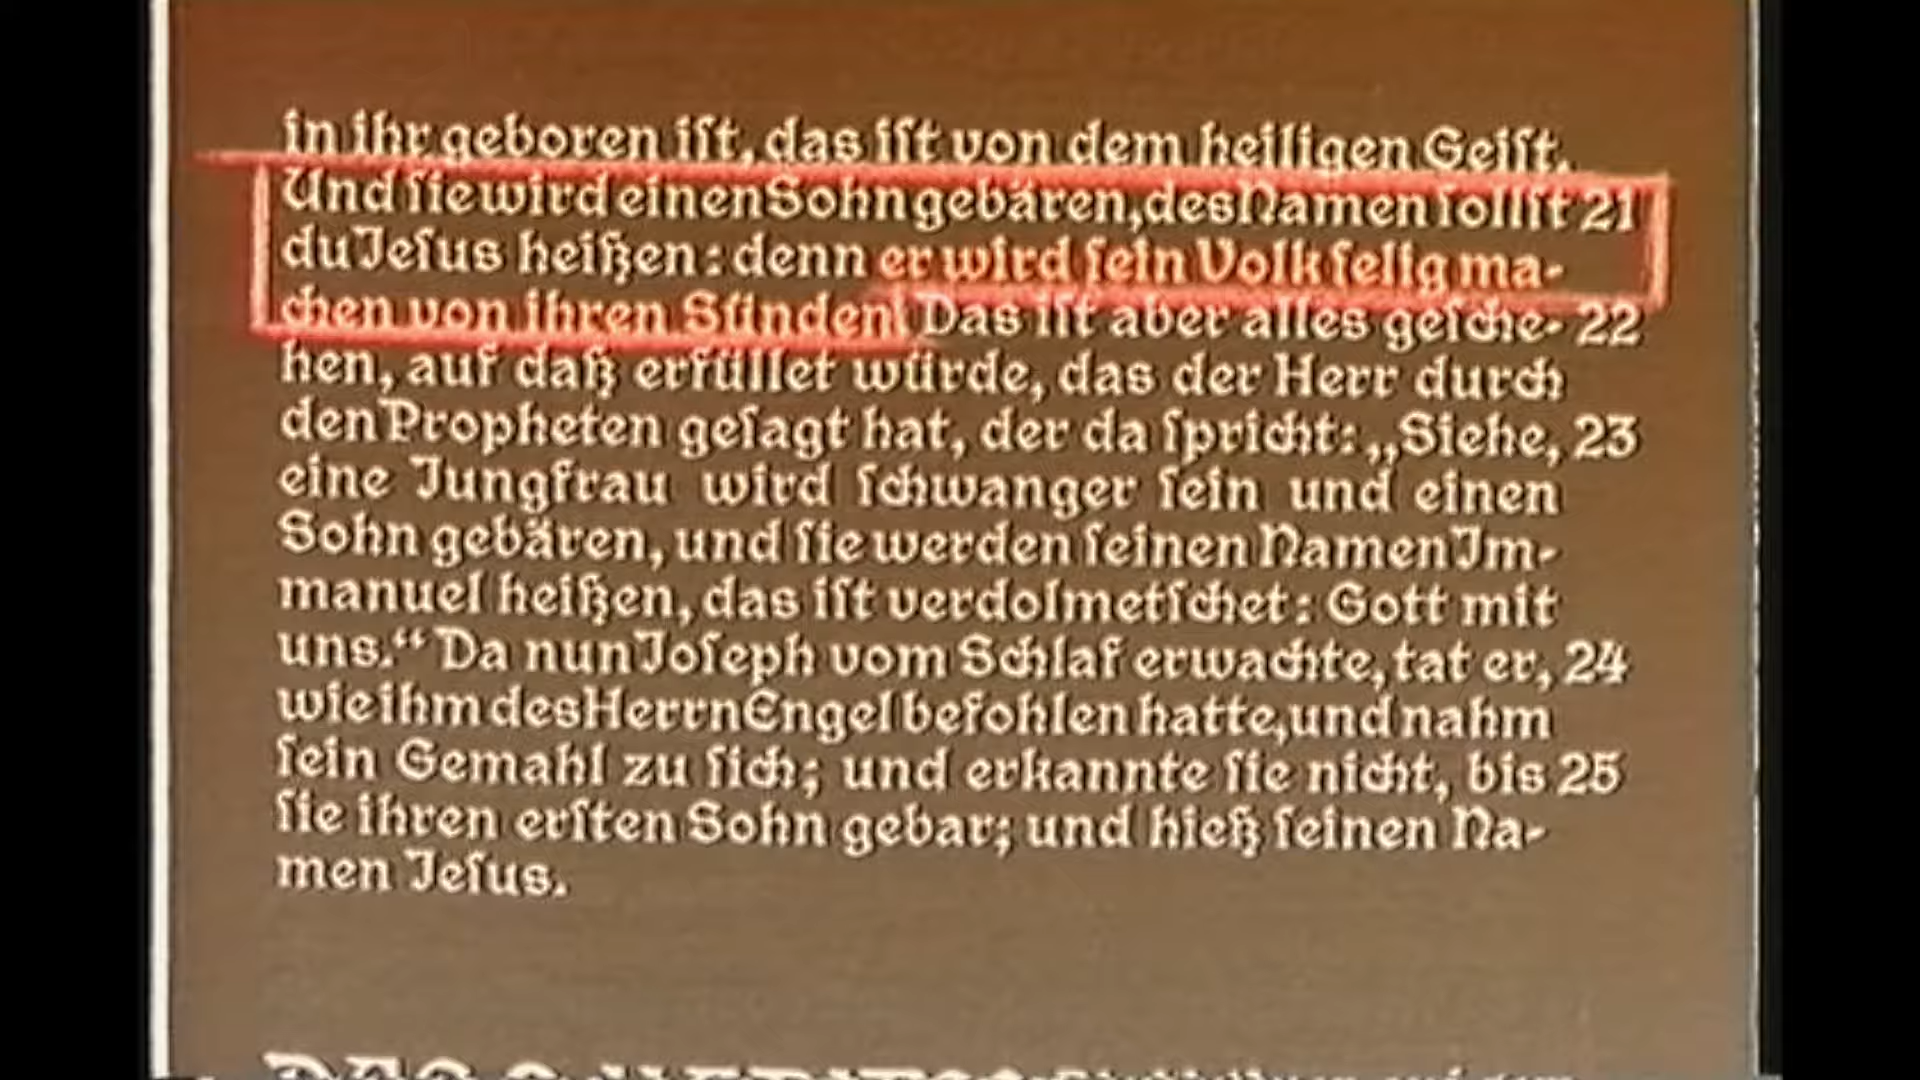 in ihr geboren iſt, das iſt von dem heiligen Geiſt.
Und ſie wird einen Sohn gebären, des Namen ſollſt 21
du Jeſus heißen: denn er wird ſein Volk ſelig ma-
chen von ihren Sünden. Das iſt aber alles geſche- 22
hen, auf daß erfüllet würde, das der Herr durch
den Propheten geſagt hat, der da ſpricht: „Siehe, 23
eine Jungfrau wird ſchwanger ſein und einen
Sohn gebären, und ſie werden ſeinen Namen Im-
manuel heißen, das iſt verdolmetſchet: Gott mit
uns.“ Da nun Joſeph vom Schlaf erwachte, tat er, 24
wie ihm des Herrn Engel befohlen hatte, und nahm
ſein Gemahl zu ſich; und erkannte ſie nicht, bis 25
ſie ihren erſten Sohn gebar; und hieß ſeinen Na-
men Jeſus.